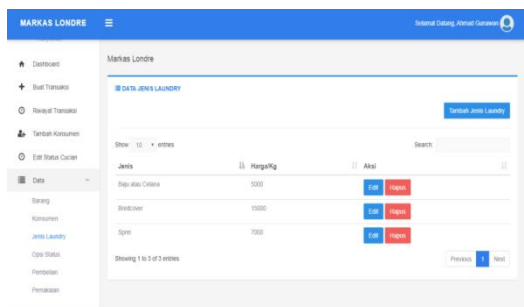 MARKAS LONDRE
Selamat Datang, Ahmad Gunawan
Dashboard
Buat Transaksi
Riwayat Transaksi
Tambah Konsumen
Edit Status Cucian
Data
Barang
Konsumen
Jenis Laundry
Opsi Status
Pembelian
Pemakaian
Markas Londre
DATA JENIS LAUNDRY
Tambah Jenis Laundry
Show 10 entries
Search:
Jenis Harga/Kg Aksi
Baju atau Celana 5000 Edit Hapus
Bredcover 15000 Edit Hapus
Sprei 7000 Edit Hapus
Showing 1 to 3 of 3 entries
Previous 1 Next